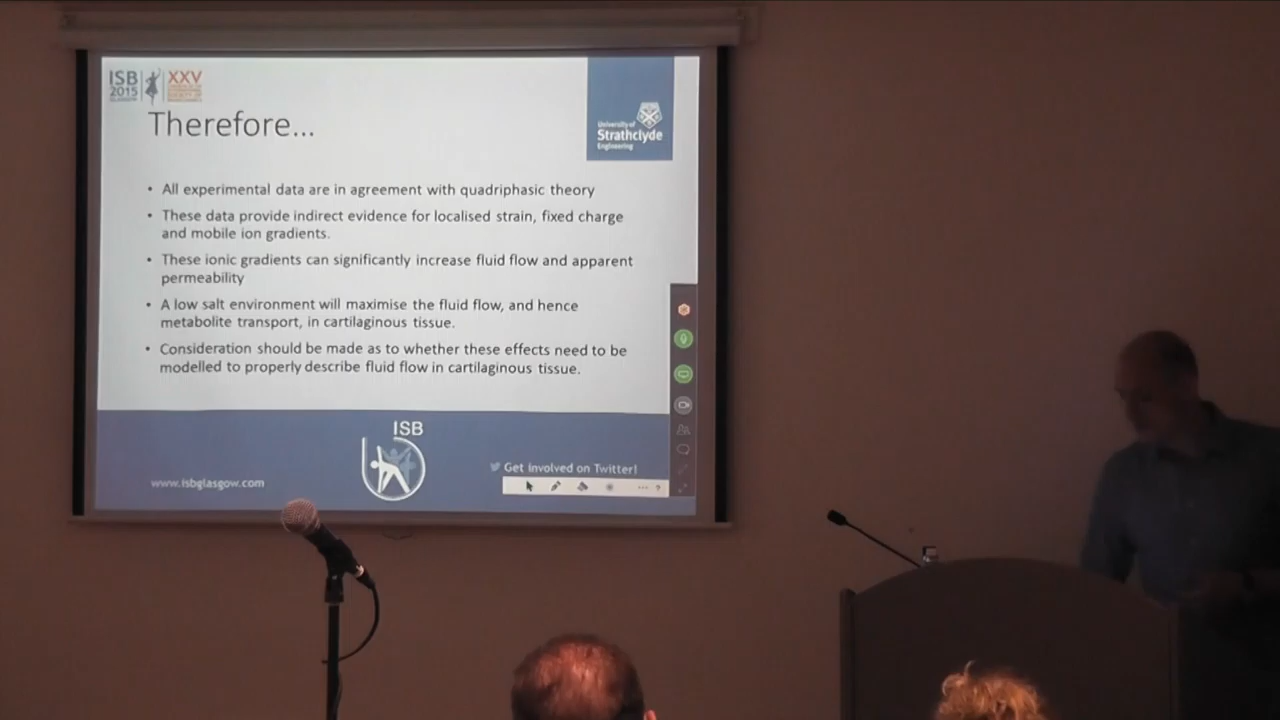 ISB
2015
GLASGOW
XXV
Therefore...
University of
Strathclyde
Engineering
• All experimental data are in agreement with quadriphasic theory
• These data provide indirect evidence for localised strain, fixed charge
and mobile ion gradients.
• These ionic gradients can significantly increase fluid flow and apparent
permeability
• A low salt environment will maximise the fluid flow, and hence
metabolite transport, in cartilaginous tissue.
• Consideration should be made as to whether these effects need to be
modelled to properly describe fluid flow in cartilaginous tissue.
ISB
www.isbglasgow.com
Get involved on Twitter!
... ?